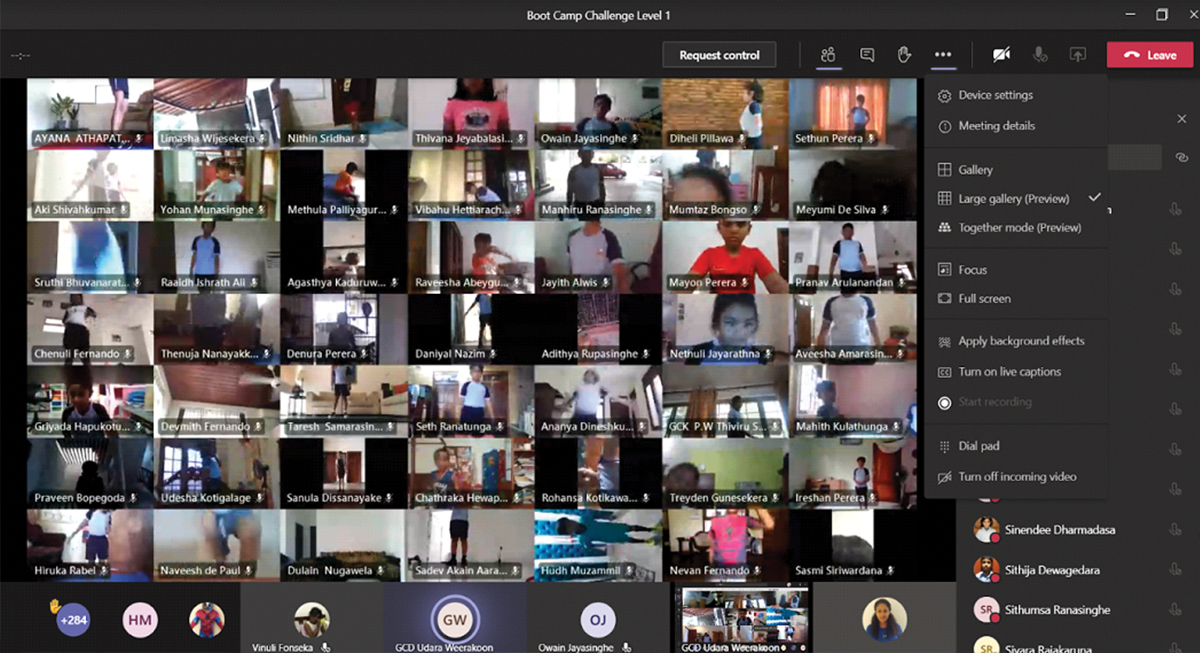 Boot Camp Challenge Level 1
--:--
Request control
Leave
AYANA ATHAPAT...
Limasha Wijesekera
Nithin Sridhar
Thivana Jeyabalasi...
Owain Jayasinghe
Diheli Pillawa
Sethun Perera
Aki Shivahkumar
Yohan Munasinghe
Methula Palliyagur...
Vibahu Hettiarach...
Manhiru Ranasinghe
Mumtaz Bongso
Meyumi De Silva
Sruthi Bhuvanarat...
Raaidh Ishrath Ali
Agasthya Kaduruw...
Raveesha Abeygu...
Jayith Alwis
Mayon Perera
Pranav Arulanandan
Chenuli Fernando
Thenuja Nanayakk...
Denura Perera
Daniyal Nazim
Adithya Rupasinghe
Nethuli Jayarathna
Aveesha Amarasin...
Griyada Hapukotu...
Devmith Fernando
Taresh Samarasin...
Seth Ranatunga
Ananya Dineshku...
GCK P.W Thiviru S...
Mahith Kulathunga
Praveen Bopegoda
Udesha Kotigalage
Sanula Dissanayake
Chathraka Hewap...
Rohansa Kotikawa...
Treyden Gunesekera
Ireshan Perera
Hiruka Rabel
Naveesh de Paul
Dulain Nugawela
Sadev Akain Aara...
Hudh Muzammil
Nevan Fernando
Sasmi Siriwardana
Device settings
Meeting details
Gallery
Large gallery (Preview)
Together mode (Preview)
Focus
Full screen
Apply background effects
CC Turn on live captions
Start recording
Dial pad
Turn off incoming video
Sinendee Dharmadasa
Sithija Dewagedara
SR Sithumsa Ranasinghe
SR Sivara Rajakaruna
+284
HM
Vinuli Fonseka
GW
GCD Udara Weerakoon
OJ
Owain Jayasinghe
GCD Udara Weerakoon